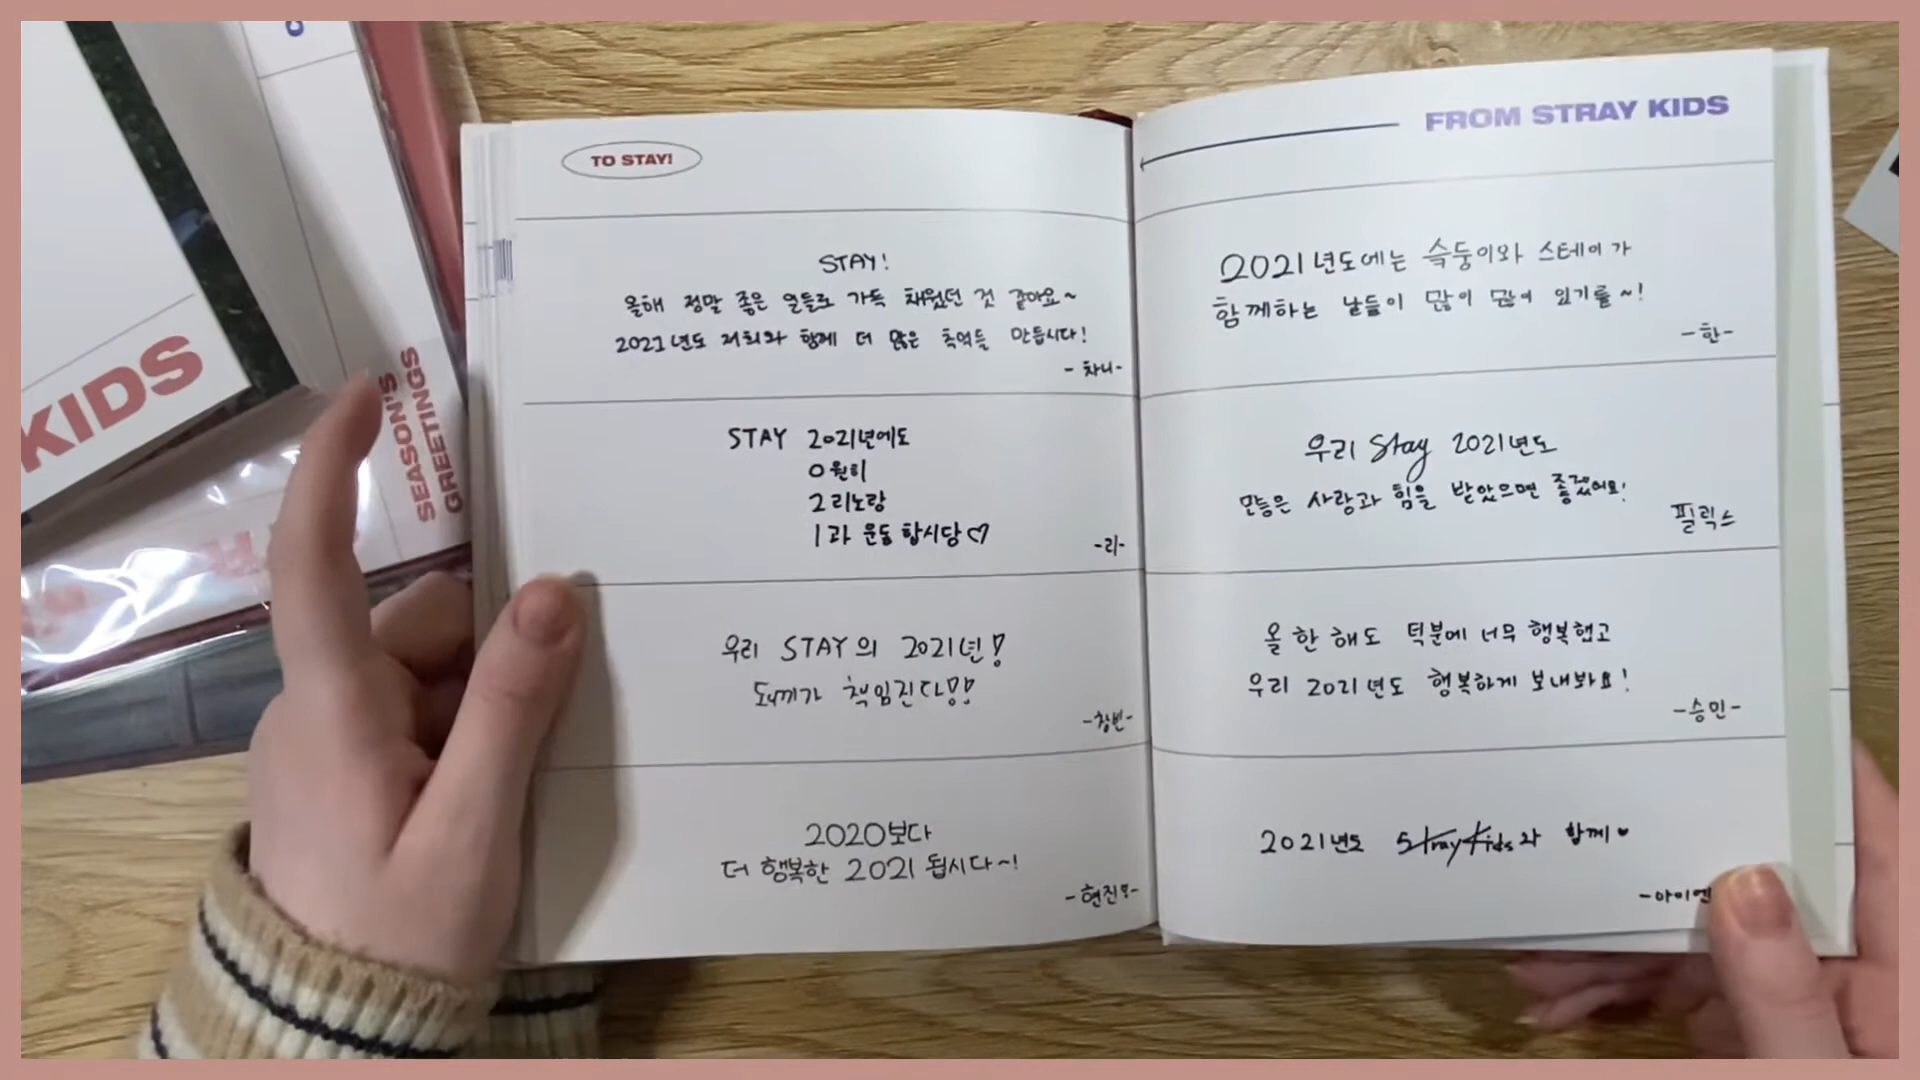 KIDS
SEASON'S
GREETINGS
TO STAY!
STAY!
올해 정말 좋은 일들로 가득 채웠던 것 같아요~
2021년도 저희와 함께 더 많은 추억들 만듭시다!
- 차니-
STAY 2021년에도
0원히
2리노랑
1과 운동합시당♡
-리-
우리 STAY의 2021년!
돼끼가 책임진다!!
-창빈-
2020보다
더 행복한 2021 됩시다~!
-현진!-
FROM STRAY KIDS
2021년도에는 슥둥이와 스테이가
함께하는 날들이 많이 많이 있기를~!
-한-
우리 Stay 2021년도
많은 사랑과 힘을 받았으면 좋겠어요!
필릭스
올 한 해도 덕분에 너무 행복했고
우리 2021년도 행복하게 보내봐요!
-승민-
2021년도 StrayKids와 함께♥
-아이엔